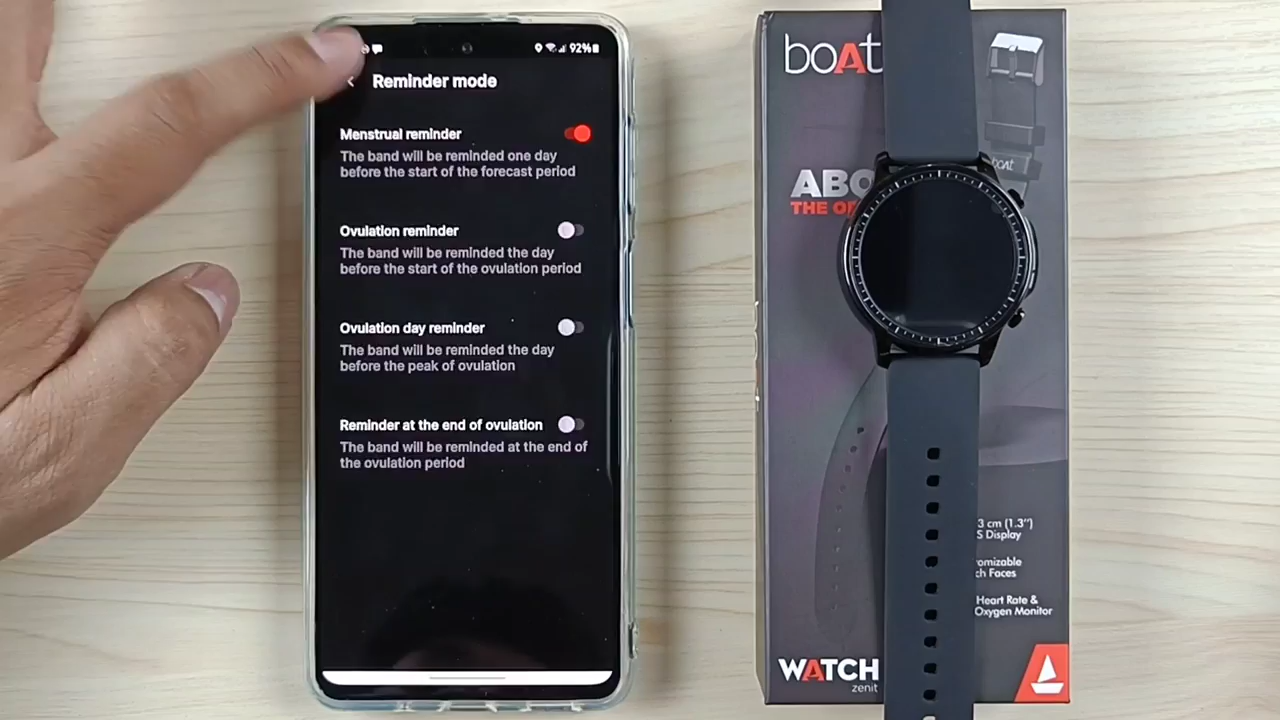 92%
Reminder mode
Menstrual reminder
The band will be reminded one day
before the start of the forecast period
Ovulation reminder
The band will be reminded the day
before the start of the ovulation period
Ovulation day reminder
The band will be reminded the day
before the peak of ovulation
Reminder at the end of ovulation
The band will be reminded at the end of
the ovulation period
boAt
boAt
ABO
THE O
3 cm (1.3’’)
S Display
omizable
ch Faces
Heart Rate &
Oxygen Monitor
WATCH
zenit